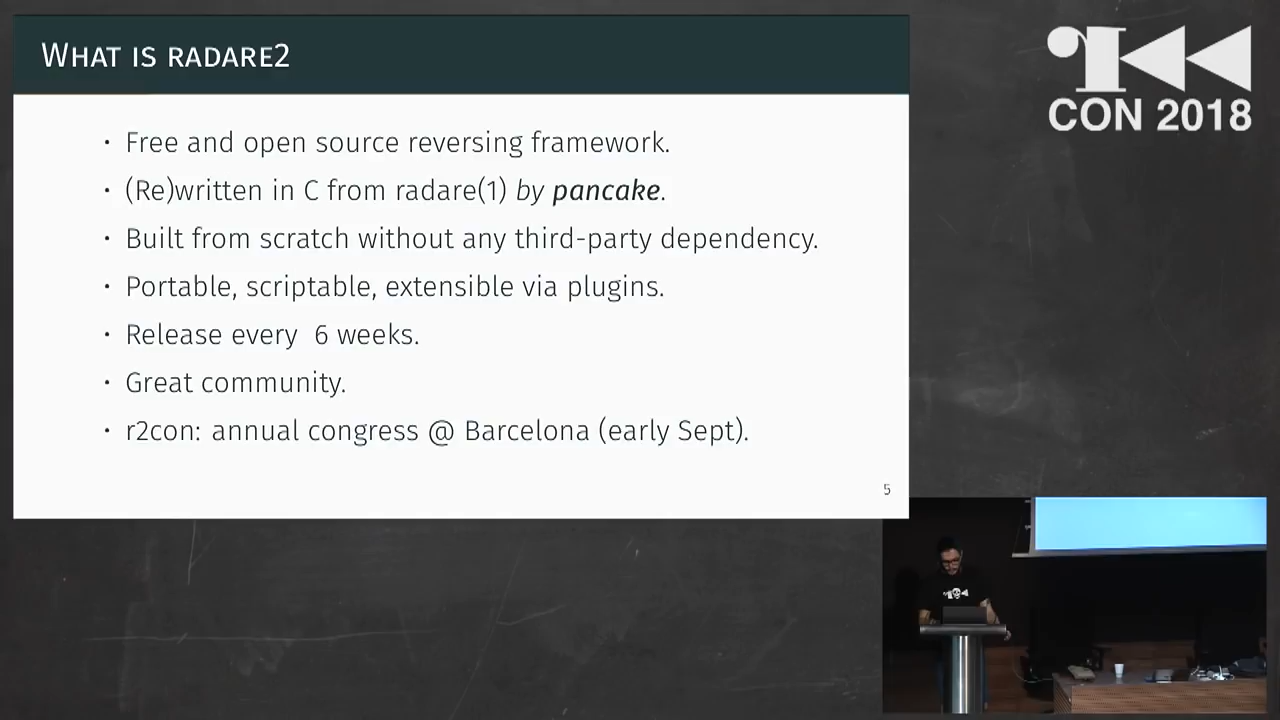 What is radare2
CON 2018
• Free and open source reversing framework.
• (Re)written in C from radare(1) by pancake.
• Built from scratch without any third-party dependency.
• Portable, scriptable, extensible via plugins.
• Release every 6 weeks.
• Great community.
• r2con: annual congress @ Barcelona (early Sept).
5